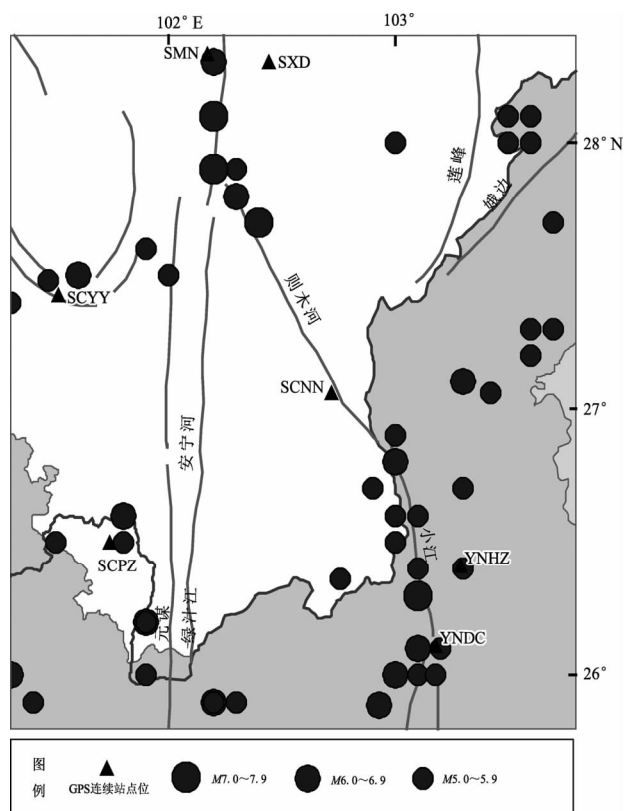 102° E
103°
SMN
SXD
28° N
莲峰
娥边
SCYY
则木河
SCNN
27°
安宁河
小江
SCPZ
YNHZ
元谋
绿汁江
YNDC
26°
图例
GPS连续站点位
M7.0~7.9
M6.0~6.9
M5.0~5.9